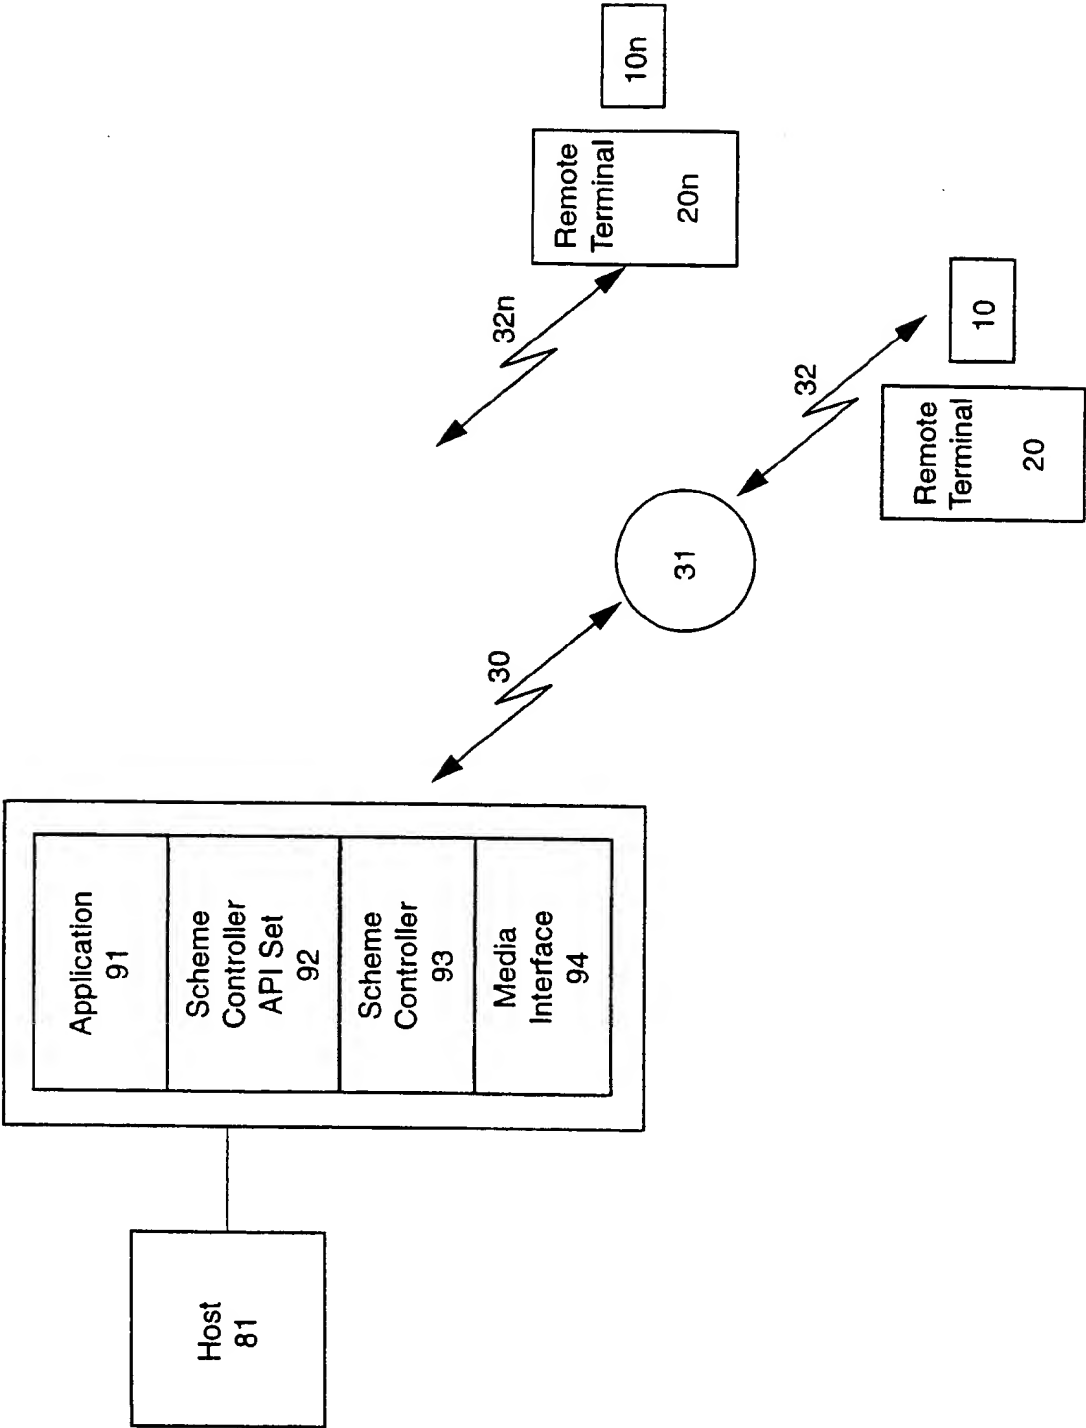 Host
81
Application
91
Scheme
Controller
API Set
92
Scheme
Controller
93
Media
Interface
94
30
31
32n
32
Remote
Terminal
20n
10n
Remote
Terminal
20
10